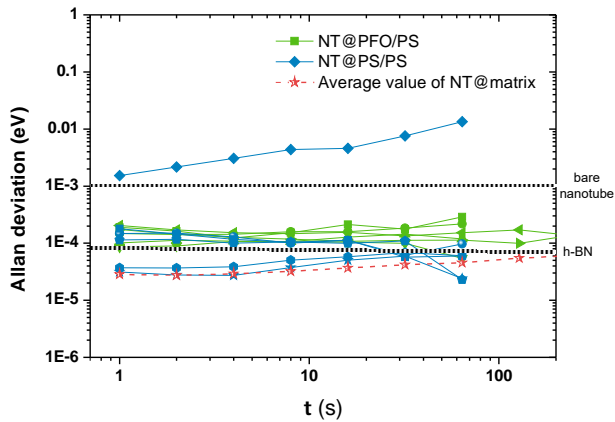 1
0.1
0.01
1E-3
1E-4
1E-5
1E-6
Allan deviation (eV)
NT@PFO/PS
NT@PS/PS
Average value of NT@matrix
bare
nanotube
h-BN
1
10
100
t (s)